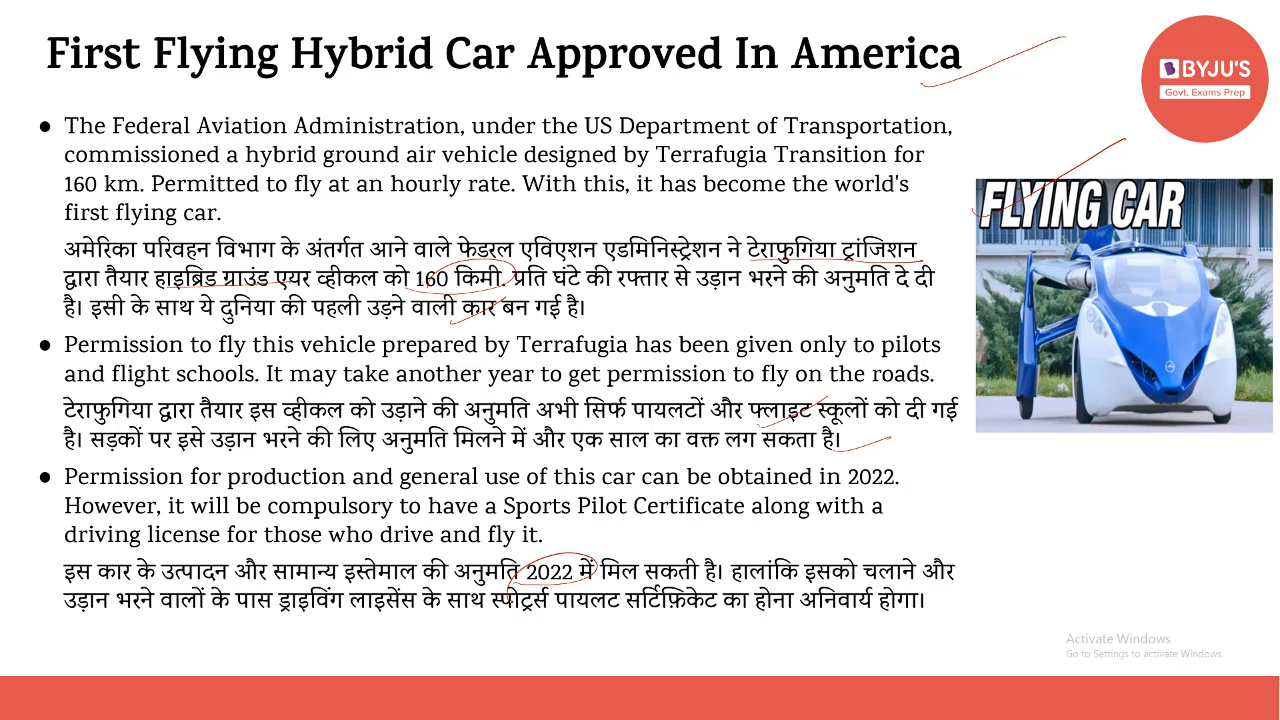 First Flying Hybrid Car Approved In America
BYJU'S
Govt. Exams Prep
● The Federal Aviation Administration, under the US Department of Transportation,
commissioned a hybrid ground air vehicle designed by Terrafugia Transition for
160 km. Permitted to fly at an hourly rate. With this, it has become the world's
first flying car.
अमेरिका परिवहन विभाग के अंतर्गत आने वाले फेडरल एविएशन एडमिनिस्ट्रेशन ने टेराफुगिया ट्रांजिशन
द्वारा तैयार हाइब्रिड ग्राउंड एयर व्हीकल को 160 किमी. प्रति घंटे की रफ्तार से उड़ान भरने की अनुमति दे दी
है। इसी के साथ ये दुनिया की पहली उड़ने वाली कार बन गई है।
FLYING CAR
● Permission to fly this vehicle prepared by Terrafugia has been given only to pilots
and flight schools. It may take another year to get permission to fly on the roads.
टेराफुगिया द्वारा तैयार इस व्हीकल को उड़ाने की अनुमति अभी सिर्फ पायलटों और फ्लाइट स्कूलों को दी गई
है। सड़कों पर इसे उड़ान भरने की लिए अनुमति मिलने में और एक साल का वक्त लग सकता है।
● Permission for production and general use of this car can be obtained in 2022.
However, it will be compulsory to have a Sports Pilot Certificate along with a
driving license for those who drive and fly it.
इस कार के उत्पादन और सामान्य इस्तेमाल की अनुमति 2022 में मिल सकती है। हालांकि इसको चलाने और
उड़ान भरने वालों के पास ड्राइविंग लाइसेंस के साथ स्पोर्ट्स पायलट सर्टिफ़िकेट का होना अनिवार्य होगा।
Activate Windows
Go to Settings to activate Windows.